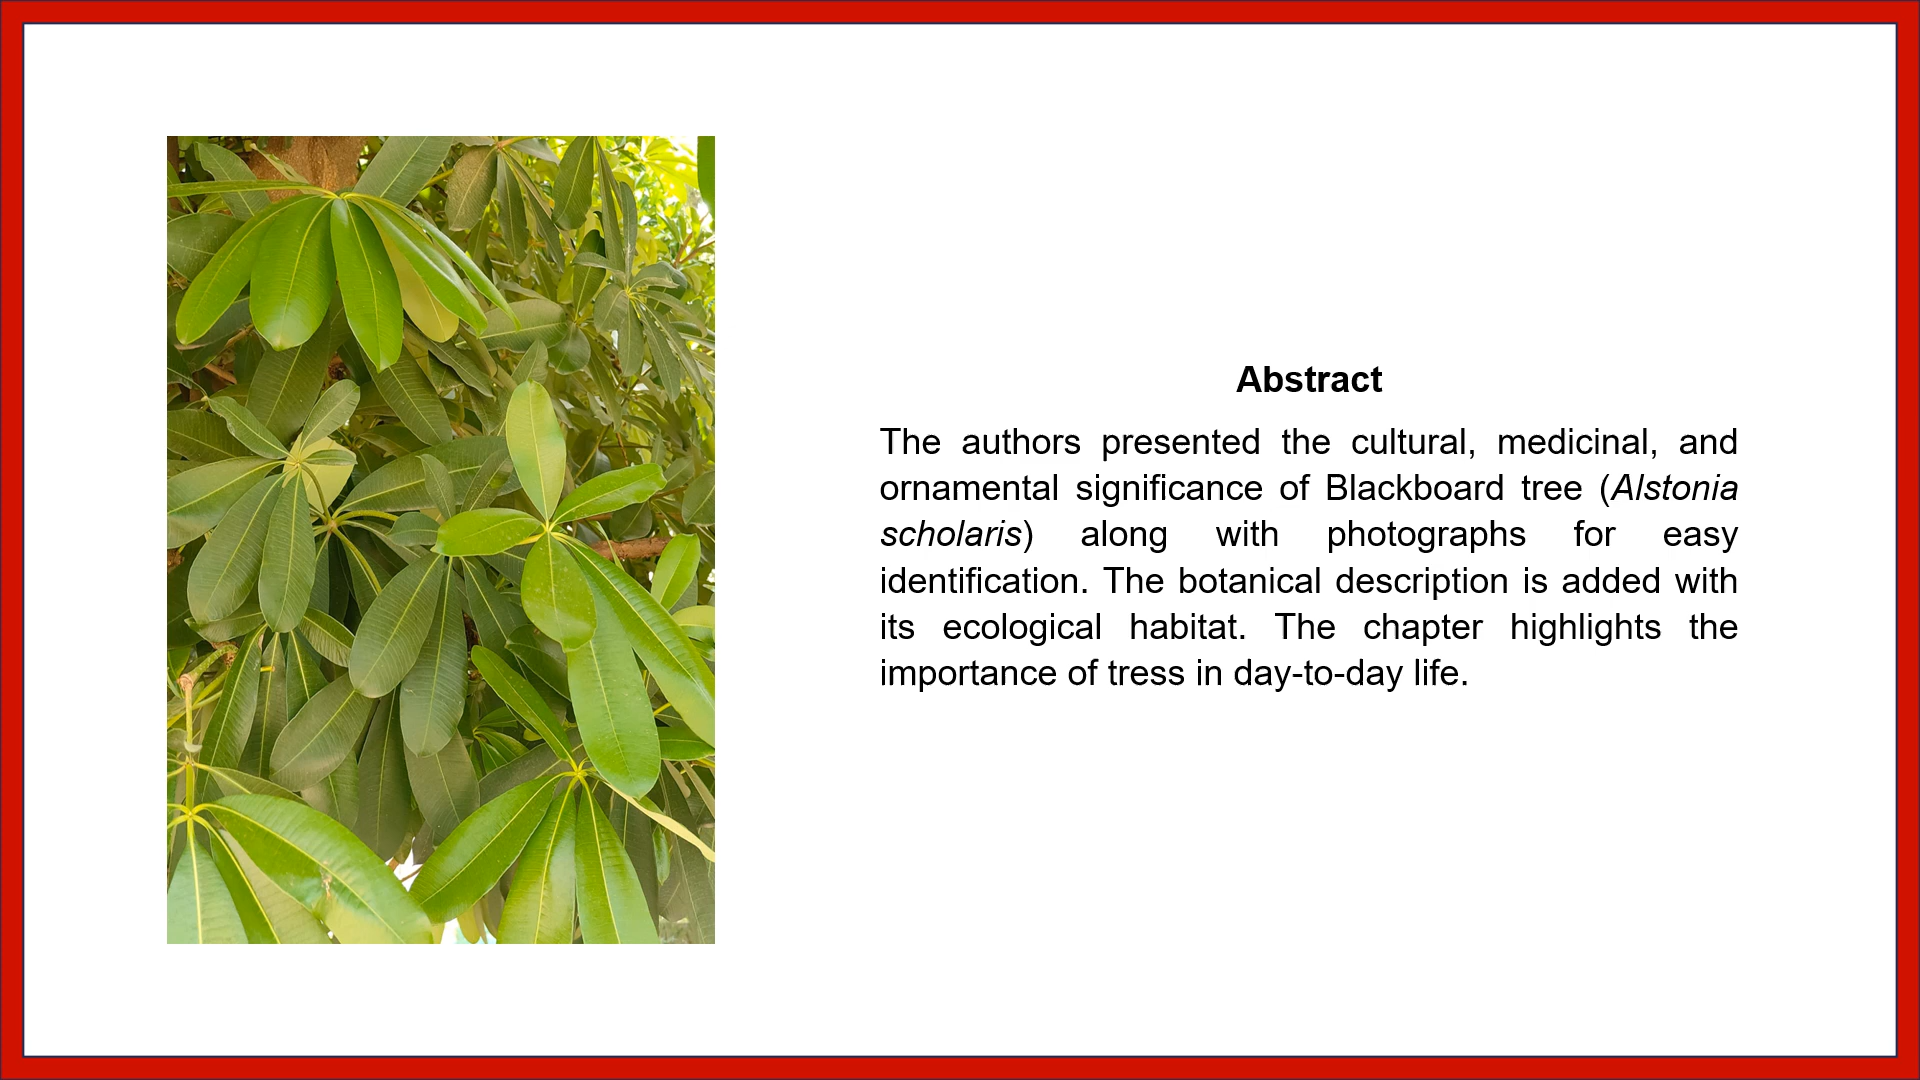 Abstract
The authors presented the cultural, medicinal, and
ornamental significance of Blackboard tree (Alstonia
scholaris) along with photographs for easy
identification. The botanical description is added with
its ecological habitat. The chapter highlights the
importance of tress in day-to-day life.